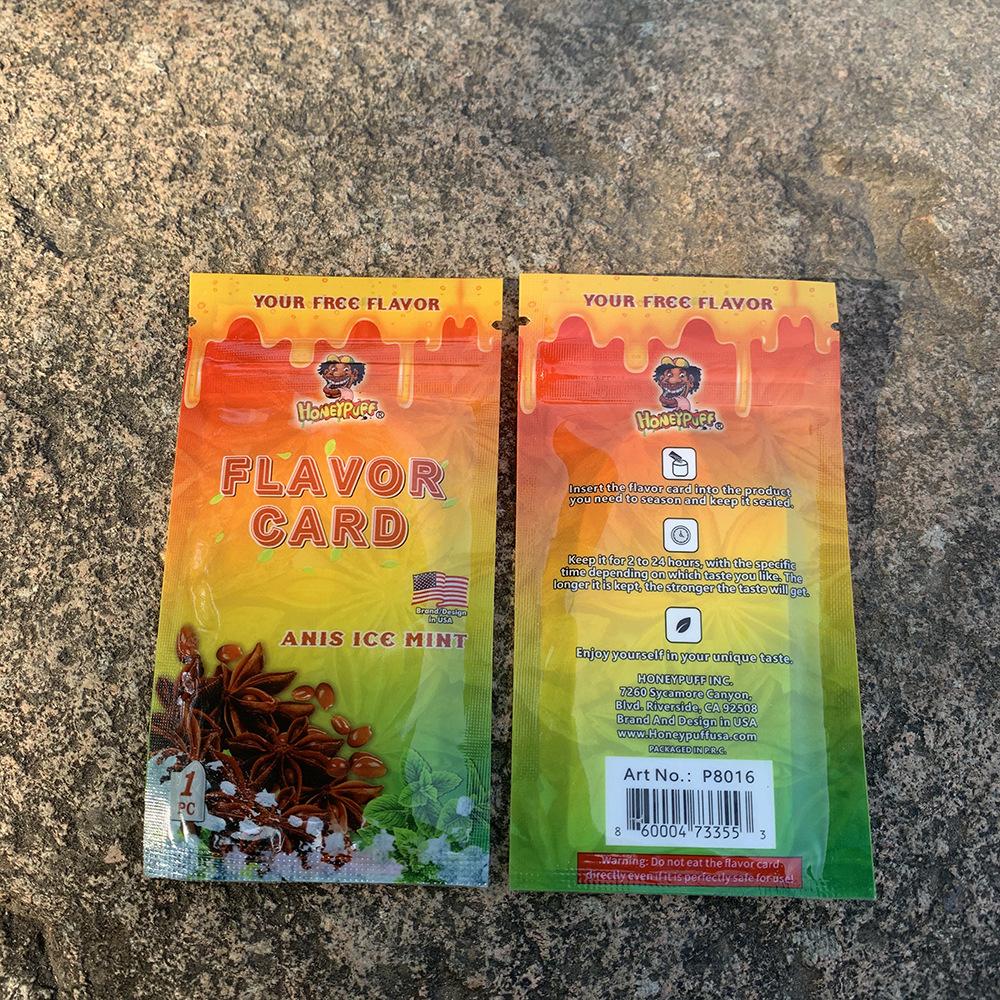 YOUR FREE FLAVOR
HONEYPUFF®
FLAVOR
CARD
Brand/Design
in USA
ANIS ICE MINT
1
PC
YOUR FREE FLAVOR
HONEYPUFF®
Insert the flavor card into the product
you need to season and keep it sealed.
Keep it for 2 to 24 hours, with the specific
time depending on which taste you like. The
longer it is kept, the stronger the taste will get.
Enjoy yourself in your unique taste.
HONEYPUFF INC.
7260 Sycamore Canyon,
Blvd. Riverside, CA 92508
Brand And Design in USA
www.Honeypuffusa.com
PACKAGED IN P.R.C.
Art No.: P8016
8 60004 73355 3
Warning: Do not eat the flavor card
directly even if it is perfectly safe for use!